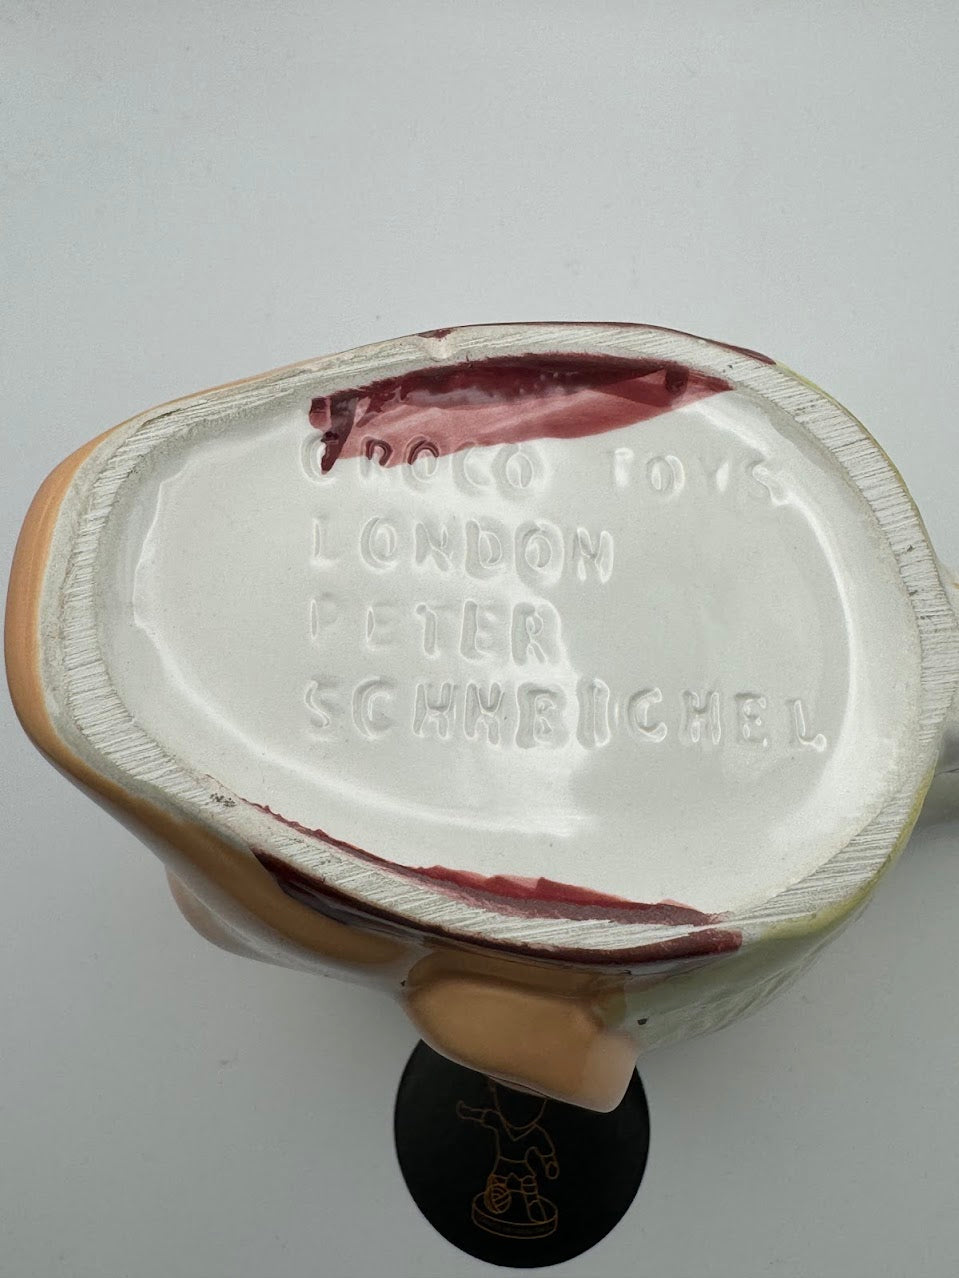 CROCO TOYS
LONDON
PETER
SCHMEICHEL